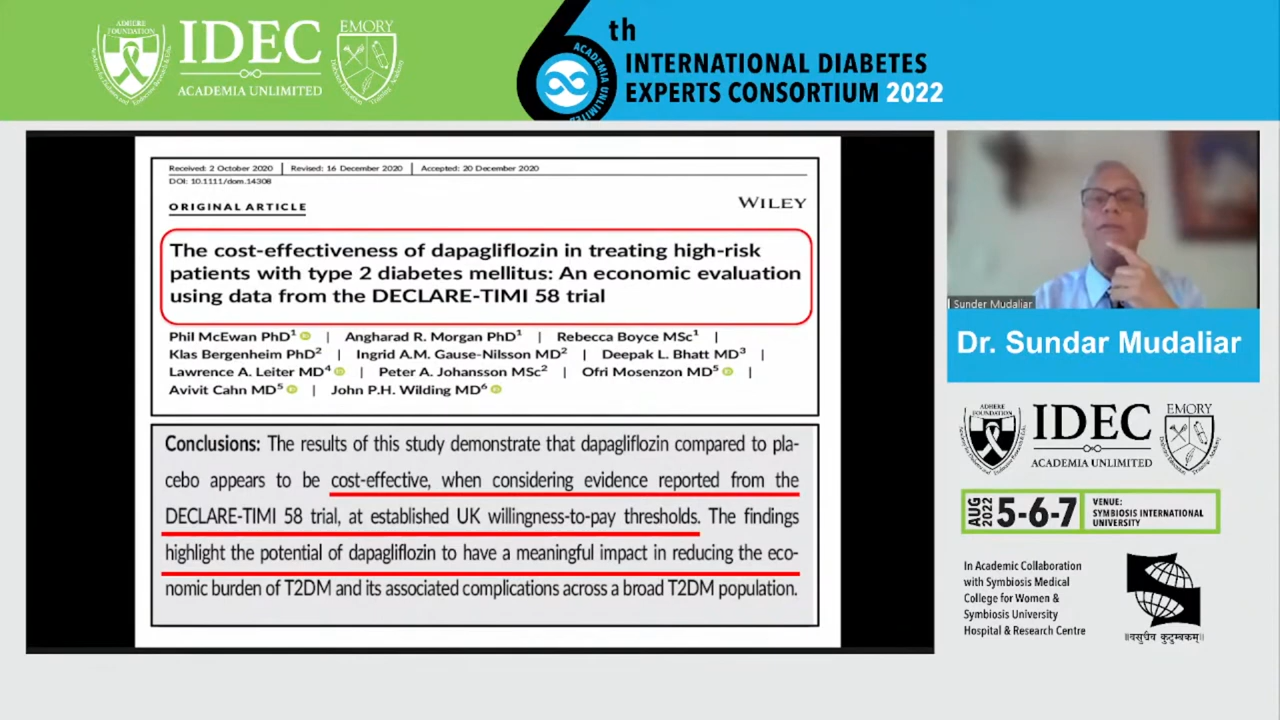 ADHERE
FOUNDATION
IDEC
ACADEMIA UNLIMITED
EMORY
6th
ACADEMIA UNLIMITED
INTERNATIONAL DIABETES
EXPERTS CONSORTIUM 2022
Received: 2 October 2020 | Revised: 16 December 2020 | Accepted: 20 December 2020
DOI: 10.1111/dom.14308
ORIGINAL ARTICLE
WILEY
The cost-effectiveness of dapagliflozin in treating high-risk
patients with type 2 diabetes mellitus: An economic evaluation
using data from the DECLARE-TIMI 58 trial
Phil McEwan PhD1 | Angharad R. Morgan PhD1 | Rebecca Boyce MSc1 |
Klas Bergenheim PhD2 | Ingrid A.M. Gause-Nilsson MD2 | Deepak L. Bhatt MD3 |
Lawrence A. Leiter MD4 | Peter A. Johansson MSc2 | Ofri Mosenzon MD5 |
Avivit Cahn MD5 | John P.H. Wilding MD6
Conclusions: The results of this study demonstrate that dapagliflozin compared to pla-
cebo appears to be cost-effective, when considering evidence reported from the
DECLARE-TIMI 58 trial, at established UK willingness-to-pay thresholds. The findings
highlight the potential of dapagliflozin to have a meaningful impact in reducing the eco-
nomic burden of T2DM and its associated complications across a broad T2DM population.
Sunder Mudaliar
Dr. Sundar Mudaliar
ADHERE
FOUNDATION
IDEC
ACADEMIA UNLIMITED
EMORY
AUG
2022
5-6-7
VENUE:
SYMBIOSIS INTERNATIONAL
UNIVERSITY
In Academic Collaboration
with Symbiosis Medical
College for Women &
Symbiosis University
Hospital & Research Centre
॥वसुधैव कुटुम्बकम्॥